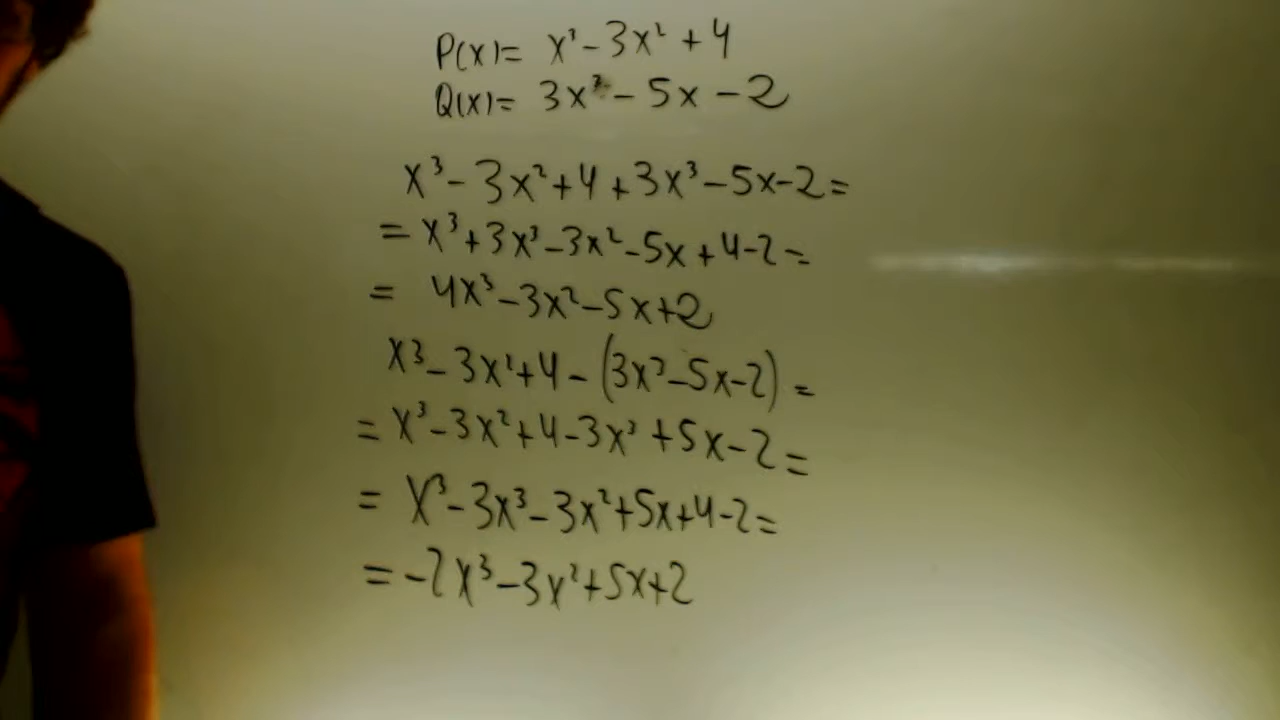 P(x)= x³-3x²+4
Q(x)= 3x³-5x-2
x³-3x²+4+3x³-5x-2=
=x³+3x³-3x²-5x+4-2=
= 4x³-3x²-5x+2
x³-3x²+4-(3x³-5x-2)=
=x³-3x²+4-3x³+5x-2=
= x³-3x³-3x²+5x+4-2=
=-2x³-3x²+5x+2